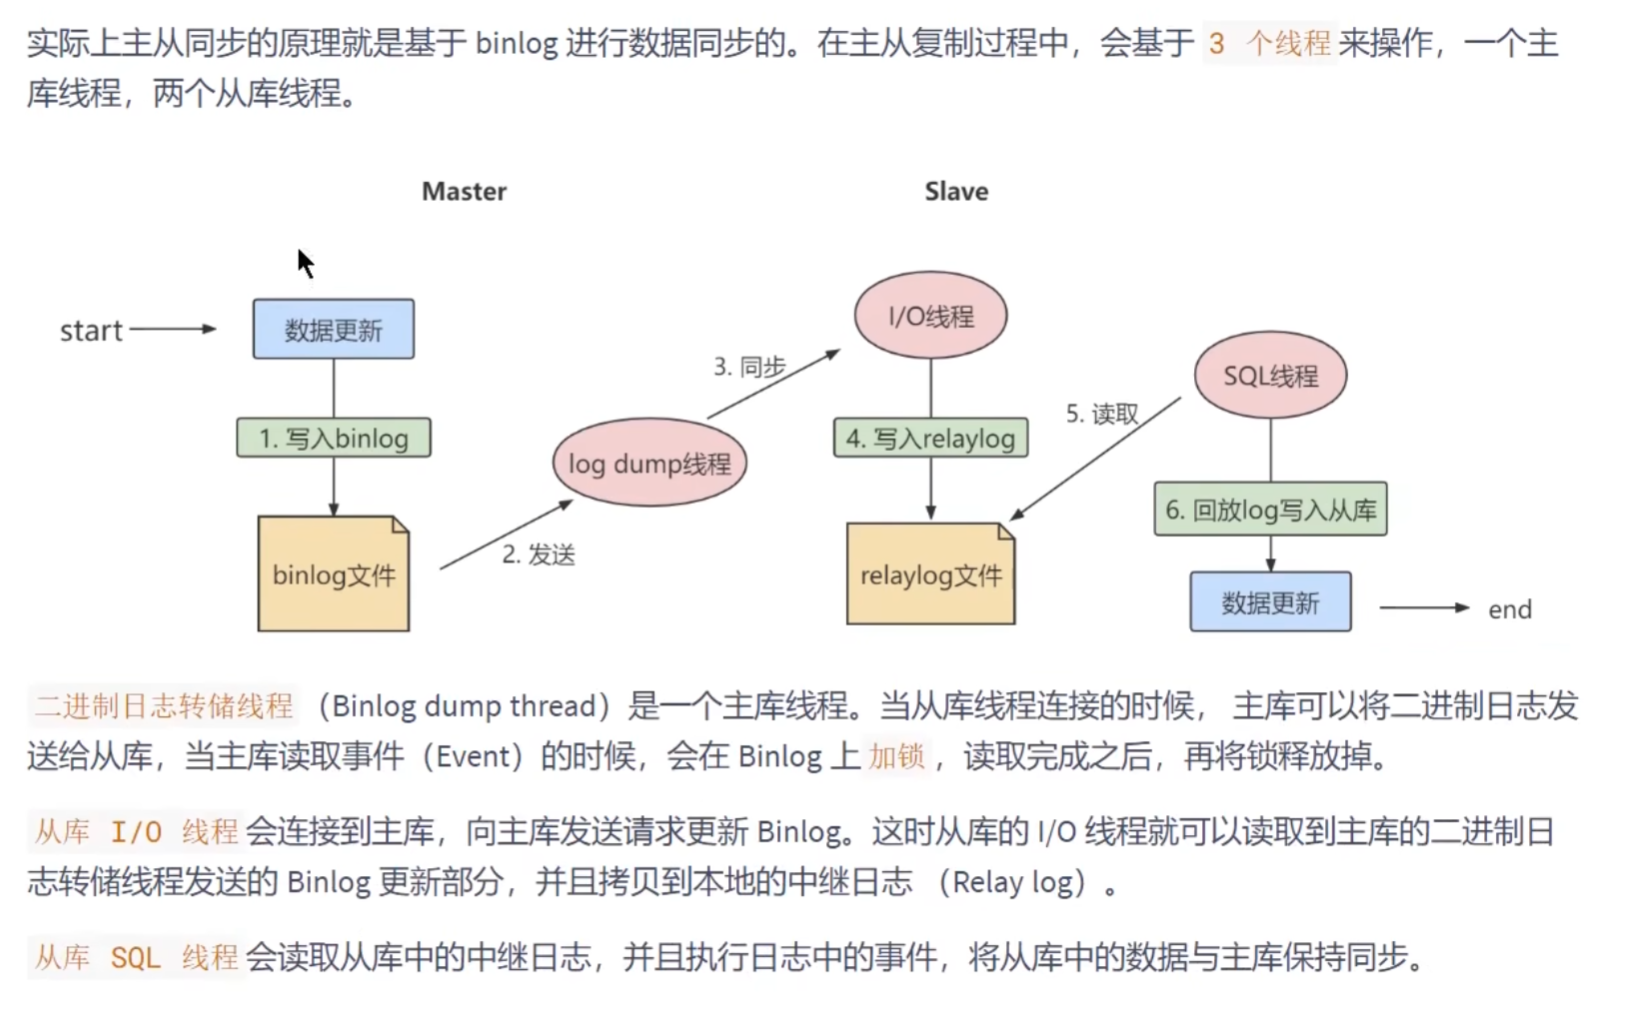 实际上主从同步的原理就是基于 binlog 进行数据同步的。在主从复制过程中，会基于 3 个线程 来操作，一个主
库线程，两个从库线程。
Master
Slave
start
数据更新
1. 写入binlog
binlog文件
2. 发送
log dump线程
3. 同步
I/O线程
4. 写入relaylog
relaylog文件
5. 读取
SQL线程
6. 回放log写入从库
数据更新
end
二进制日志转储线程 （Binlog dump thread）是一个主库线程。当从库线程连接的时候， 主库可以将二进制日志发
送给从库，当主库读取事件（Event）的时候，会在 Binlog 上 加锁 ，读取完成之后，再将锁释放掉。
从库 I/O 线程 会连接到主库，向主库发送请求更新 Binlog。这时从库的 I/O 线程就可以读取到主库的二进制日
志转储线程发送的 Binlog 更新部分，并且拷贝到本地的中继日志 （Relay log）。
从库 SQL 线程 会读取从库中的中继日志，并且执行日志中的事件，将从库中的数据与主库保持同步。